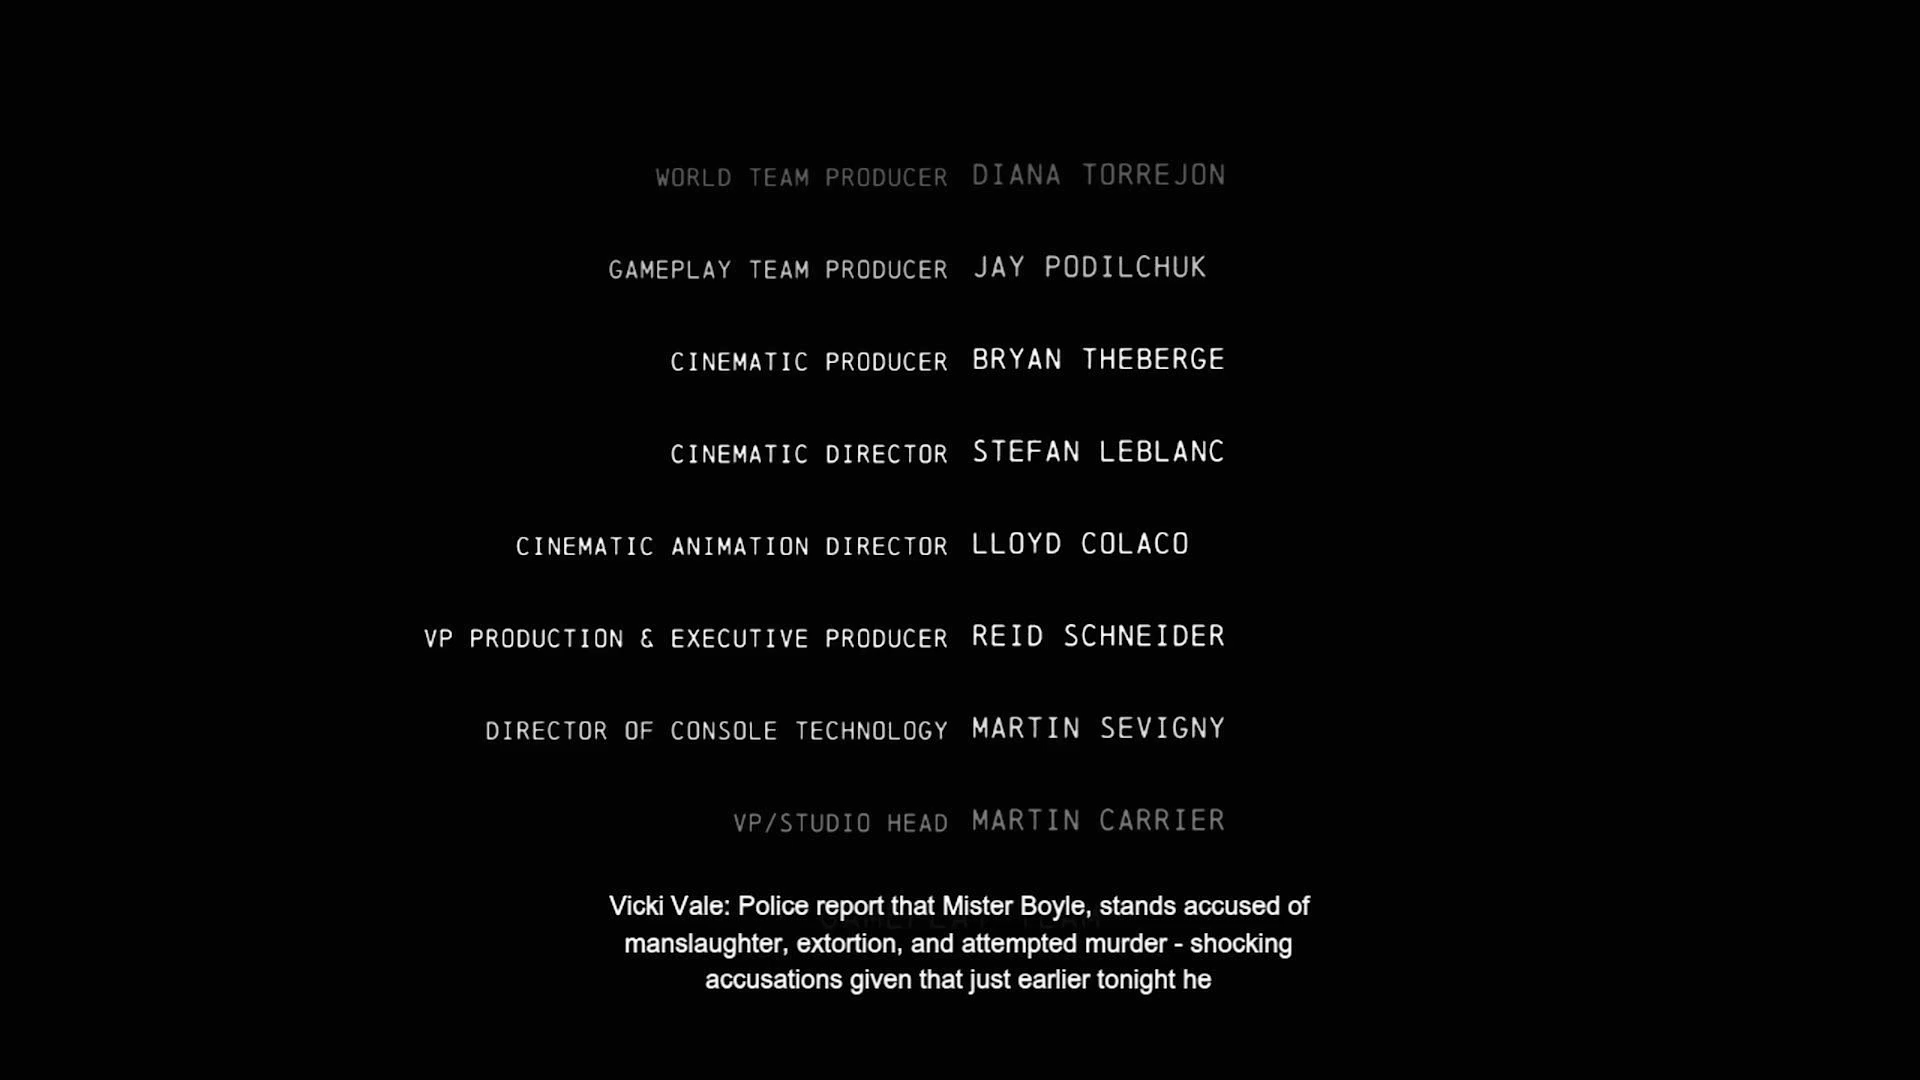 WORLD TEAM PRODUCER DIANA TORREJON
GAMEPLAY TEAM PRODUCER JAY PODILCHUK
CINEMATIC PRODUCER BRYAN THEBERGE
CINEMATIC DIRECTOR STEFAN LEBLANC
CINEMATIC ANIMATION DIRECTOR LLOYD COLACO
VP PRODUCTION & EXECUTIVE PRODUCER REID SCHNEIDER
DIRECTOR OF CONSOLE TECHNOLOGY MARTIN SEVIGNY
VP/STUDIO HEAD MARTIN CARRIER
Vicki Vale: Police report that Mister Boyle, stands accused of
manslaughter, extortion, and attempted murder - shocking
accusations given that just earlier tonight he